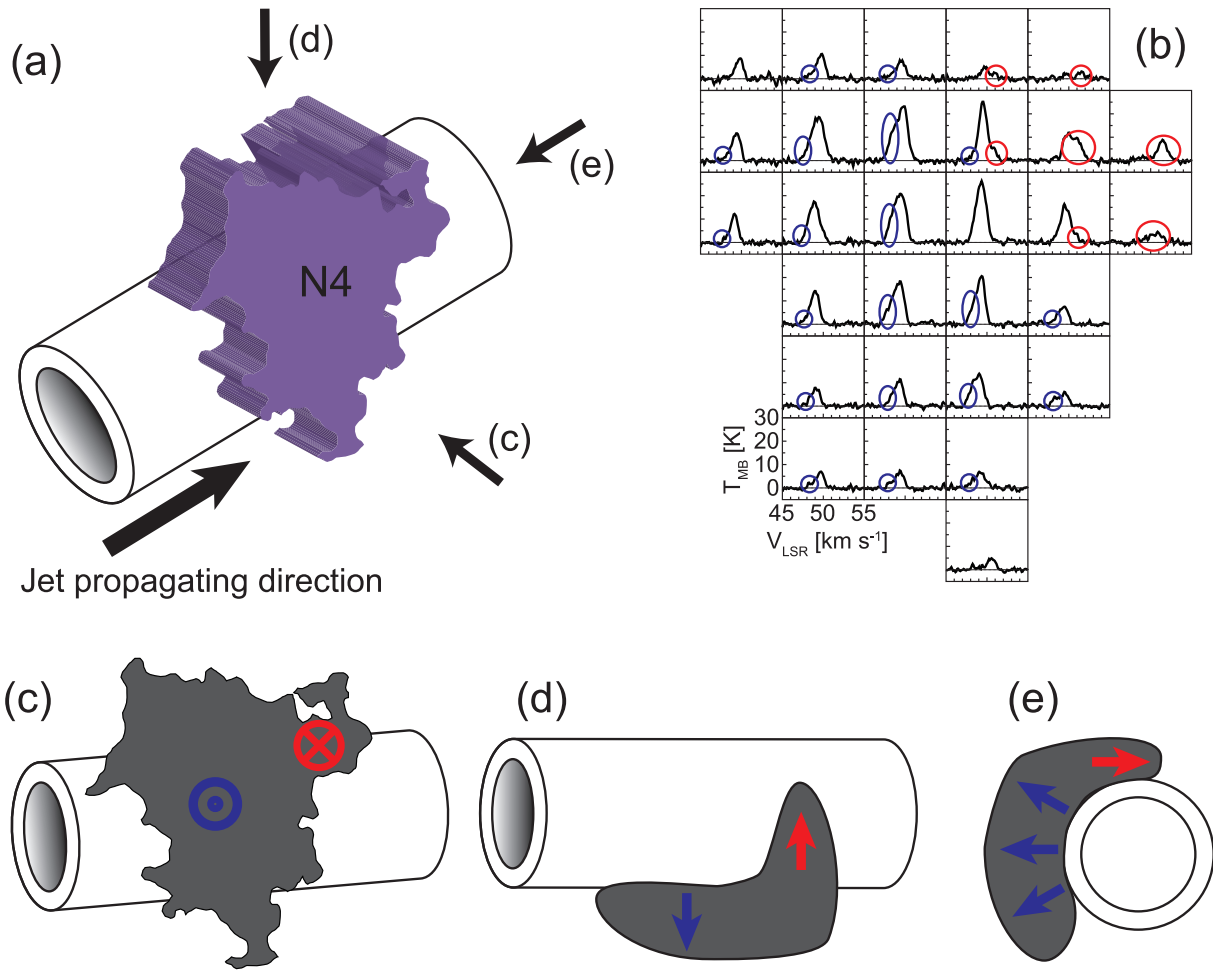 (a)
(d)
(e)
N4
(c)
Jet propagating direction
(b)
30
20
10
0
T_MB [K]
45 50 55
V_LSR [km s⁻¹]
(c)
(d)
(e)